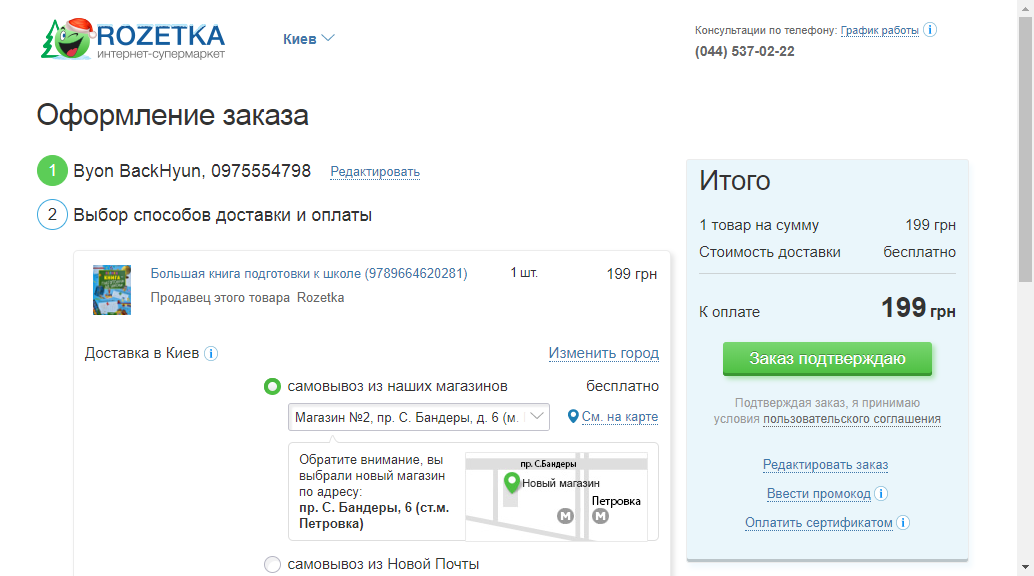 ROZETKA
интернет-супермаркет
Киев
Консультации по телефону: График работы i
(044) 537-02-22
Оформление заказа
1 Byon BackHyun, 0975554798 Редактировать
2 Выбор способов доставки и оплаты
Большая книга подготовки к школе (9789664620281) 1 шт. 199 грн
Продавец этого товара Rozetka
Доставка в Киев i Изменить город
самовывоз из наших магазинов бесплатно
Магазин №2, пр. С. Бандеры, д. 6 (м. См. на карте
Обратите внимание, вы
выбрали новый магазин
по адресу:
пр. С. Бандеры, 6 (ст.м.
Петровка)
пр. С.Бандеры
Новый магазин
Петровка
М М
самовывоз из Новой Почты
Итого
1 товар на сумму 199 грн
Стоимость доставки бесплатно
К оплате 199 грн
Заказ подтверждаю
Подтверждая заказ, я принимаю
условия пользовательского соглашения
Редактировать заказ
Ввести промокод i
Оплатить сертификатом i